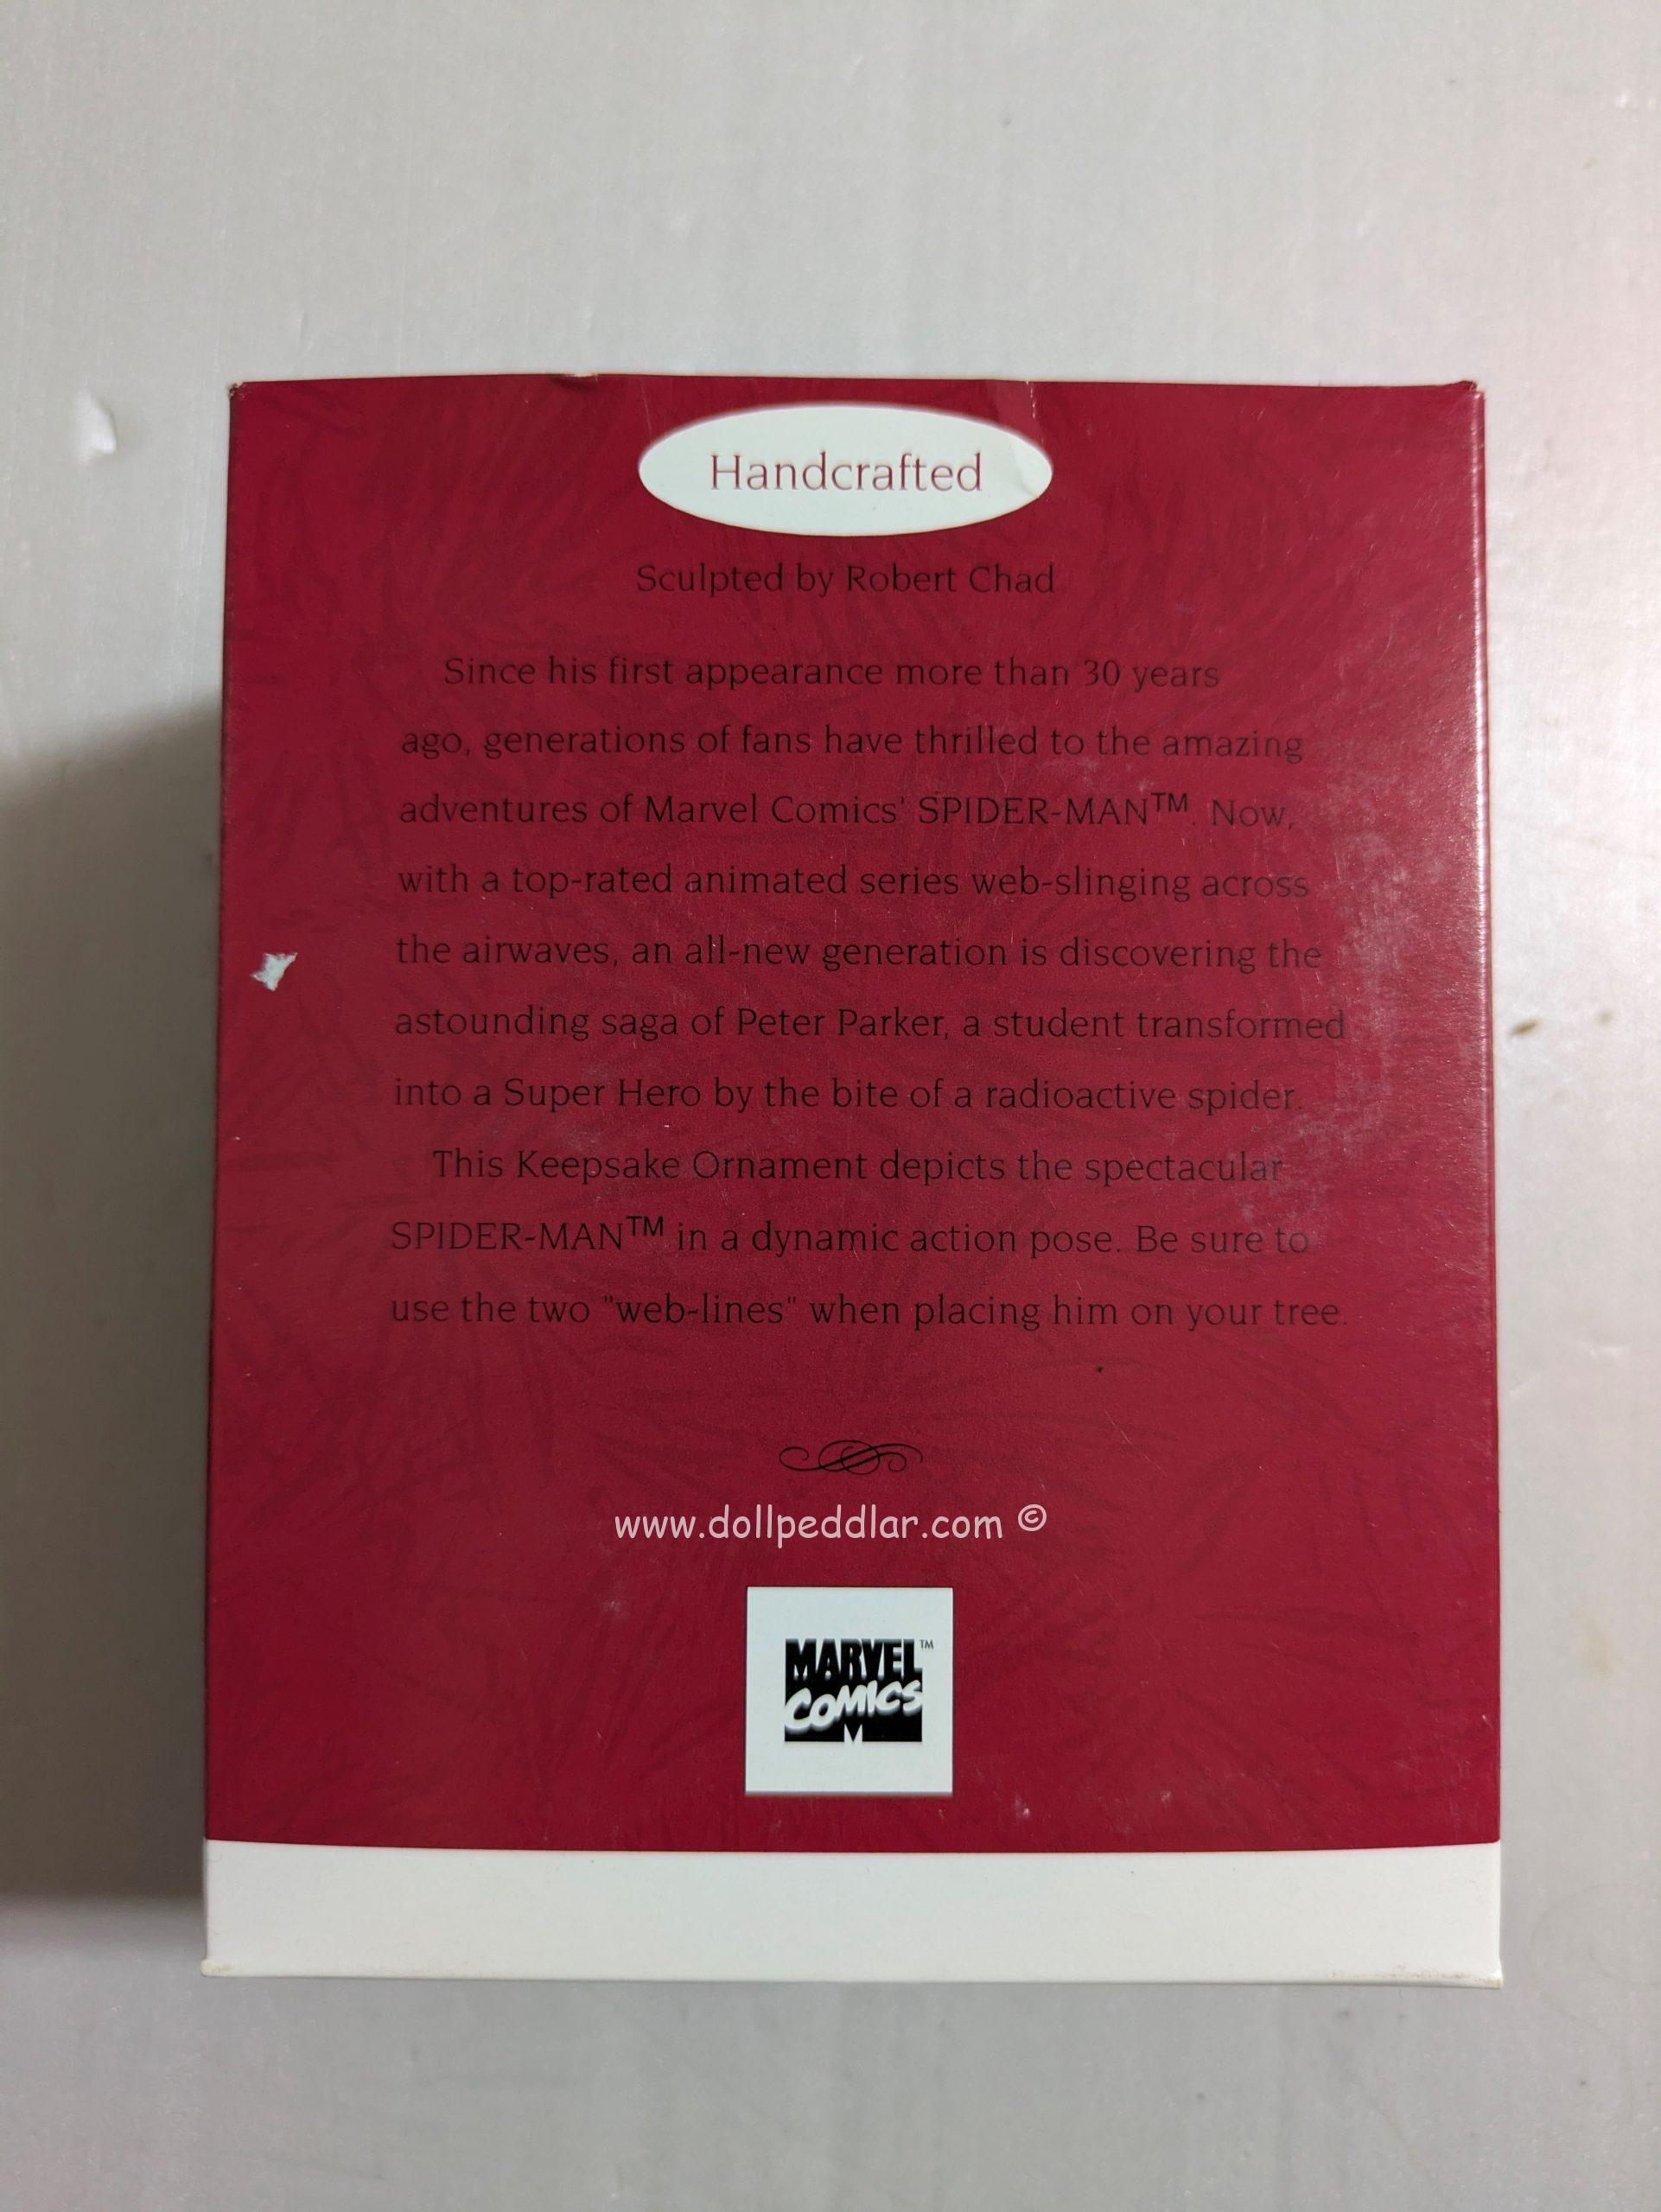 Handcrafted
Sculpted by Robert Chad
Since his first appearance more than 30 years
ago, generations of fans have thrilled to the amazing
adventures of Marvel Comics' SPIDER-MAN™. Now,
with a top-rated animated series web-slinging across
the airwaves, an all-new generation is discovering the
astounding saga of Peter Parker, a student transformed
into a Super Hero by the bite of a radioactive spider.
This Keepsake Ornament depicts the spectacular
SPIDER-MAN™ in a dynamic action pose. Be sure to
use the two "web-lines" when placing him on your tree.
www.dollpeddlar.com ©
MARVEL™
COMICS
M